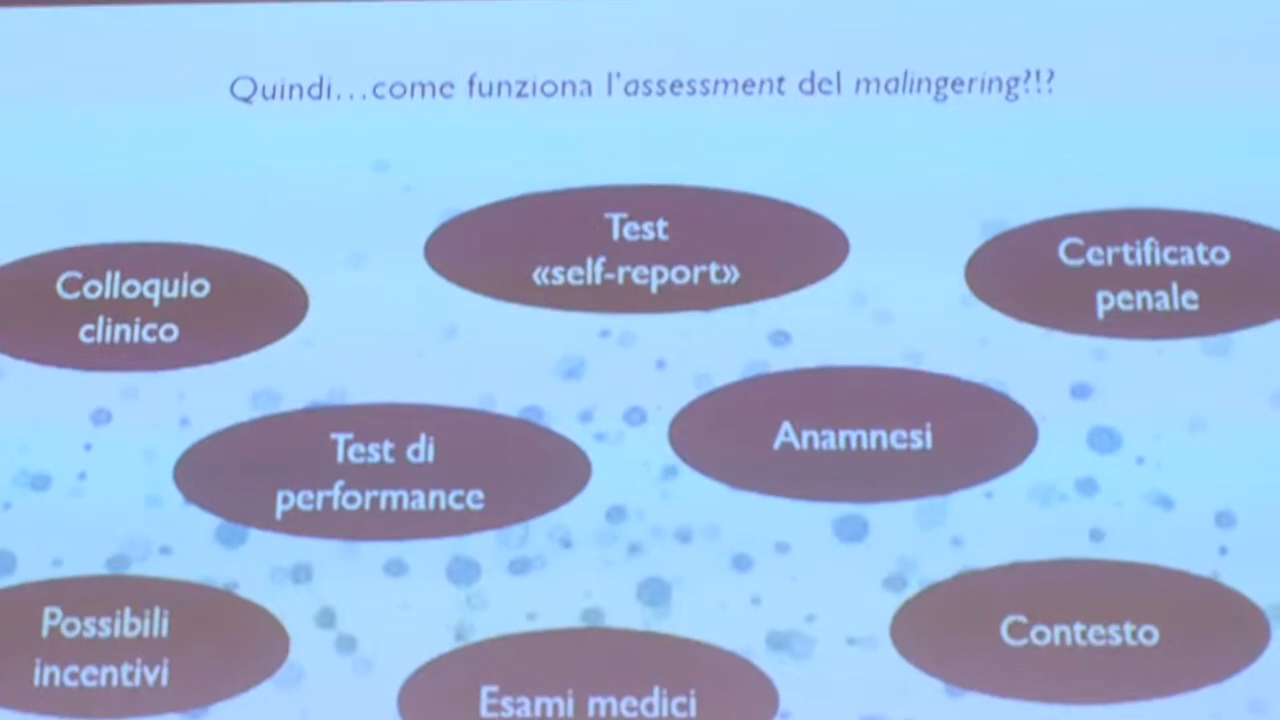 Quindi...come funziona l'assessment del malingering?!?
Test
«self-report»
Certificato
penale
Colloquio
clinico
Test di
performance
Anamnesi
Possibili
incentivi
Contesto
Esami medici